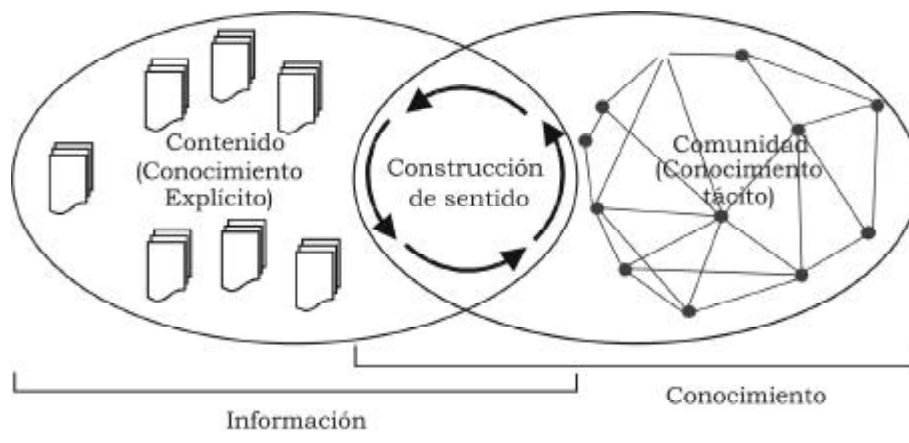 Contenido
(Conocimiento
Explícito)
Construcción
de sentido
Comunidad
(Conocimiento
tácito)
Información
Conocimiento